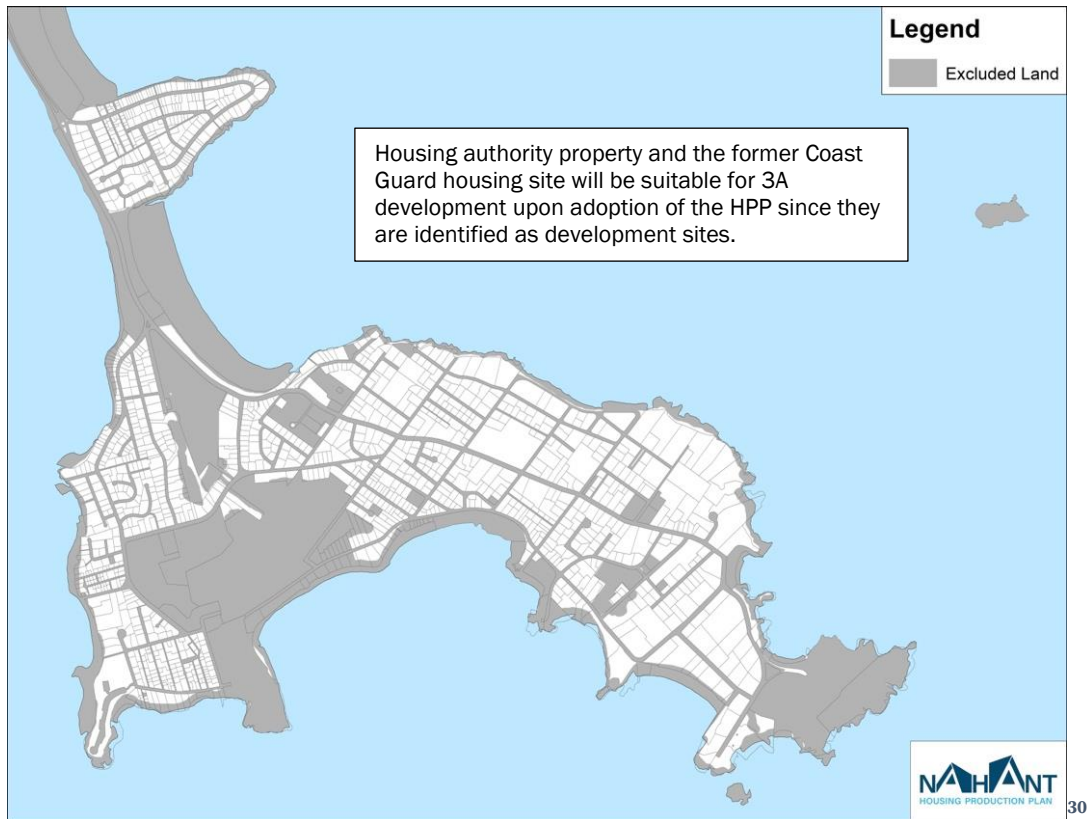 Legend
Excluded Land
Housing authority property and the former Coast
Guard housing site will be suitable for 3A
development upon adoption of the HPP since they
are identified as development sites.
NAHANT
HOUSING PRODUCTION PLAN
30